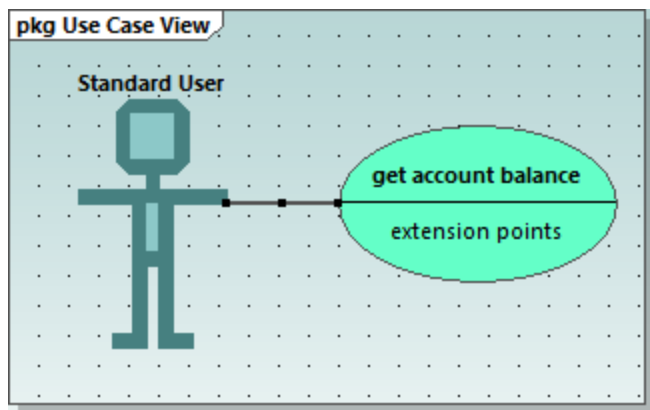 pkg Use Case View
Standard User
get account balance
extension points